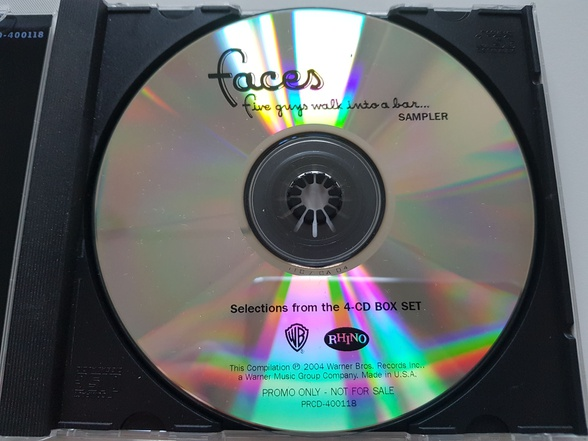 0-400118
faces
five guys walk into a bar...
SAMPLER
Selections from the 4-CD BOX SET
WB
RHINO
This Compilation ℗ 2004 Warner Bros. Records Inc.,
a Warner Music Group Company. Made in U.S.A.
PROMO ONLY - NOT FOR SALE
PRCD-400118